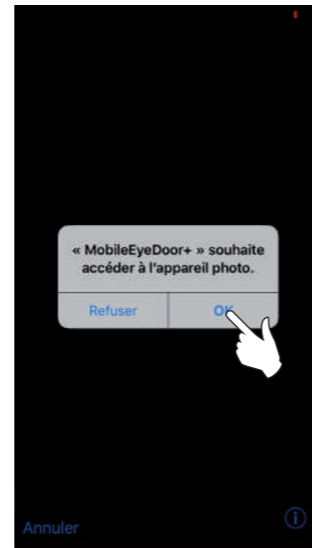 « MobileEyeDoor+ » souhaite
accéder à l'appareil photo.
Refuser
OK
Annuler